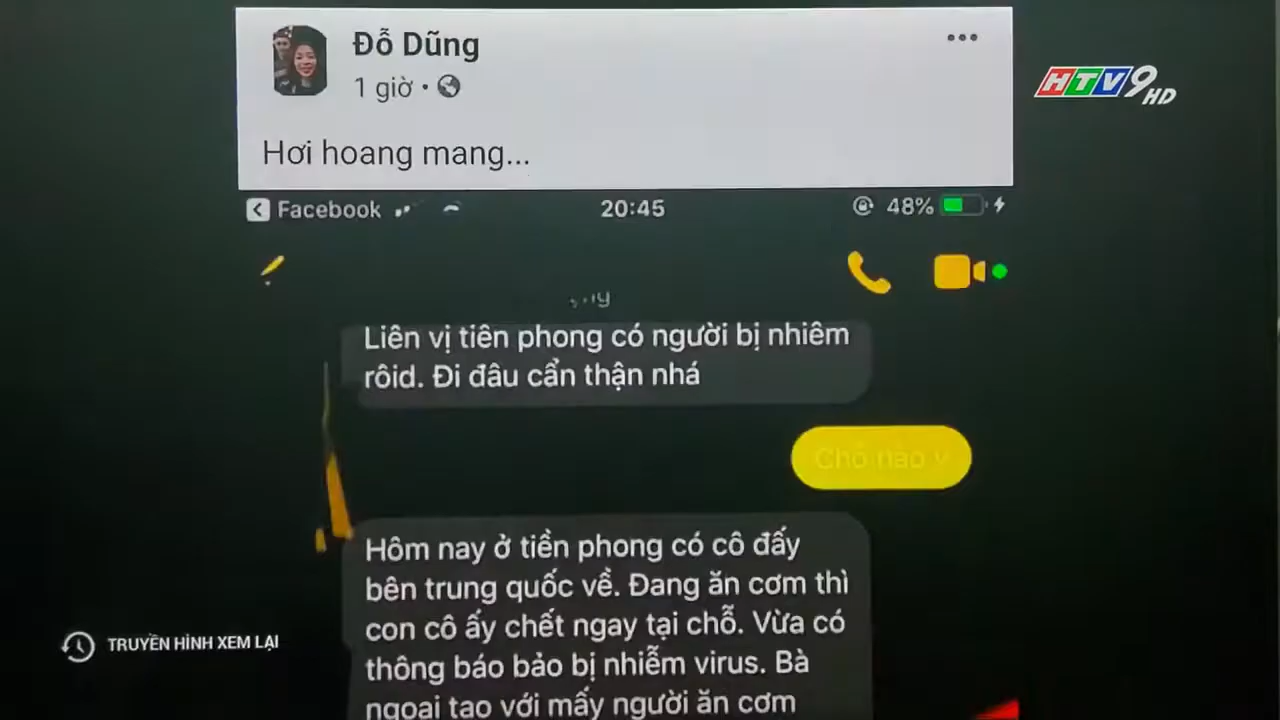 Đỗ Dũng
1 giờ
HTV9 HD
Hơi hoang mang...
Facebook
20:45
48%
Liên vị tiên phong có người bị nhiêm
rôid. Đi đâu cẩn thận nhá
Chỗ nào v
Hôm nay ở tiền phong có cô đấy
bên trung quốc về. Đang ăn cơm thì
con cô ấy chết ngay tại chỗ. Vừa có
thông báo bảo bị nhiễm virus. Bà
ngoại tao với mấy người ăn cơm
TRUYỀN HÌNH XEM LẠI